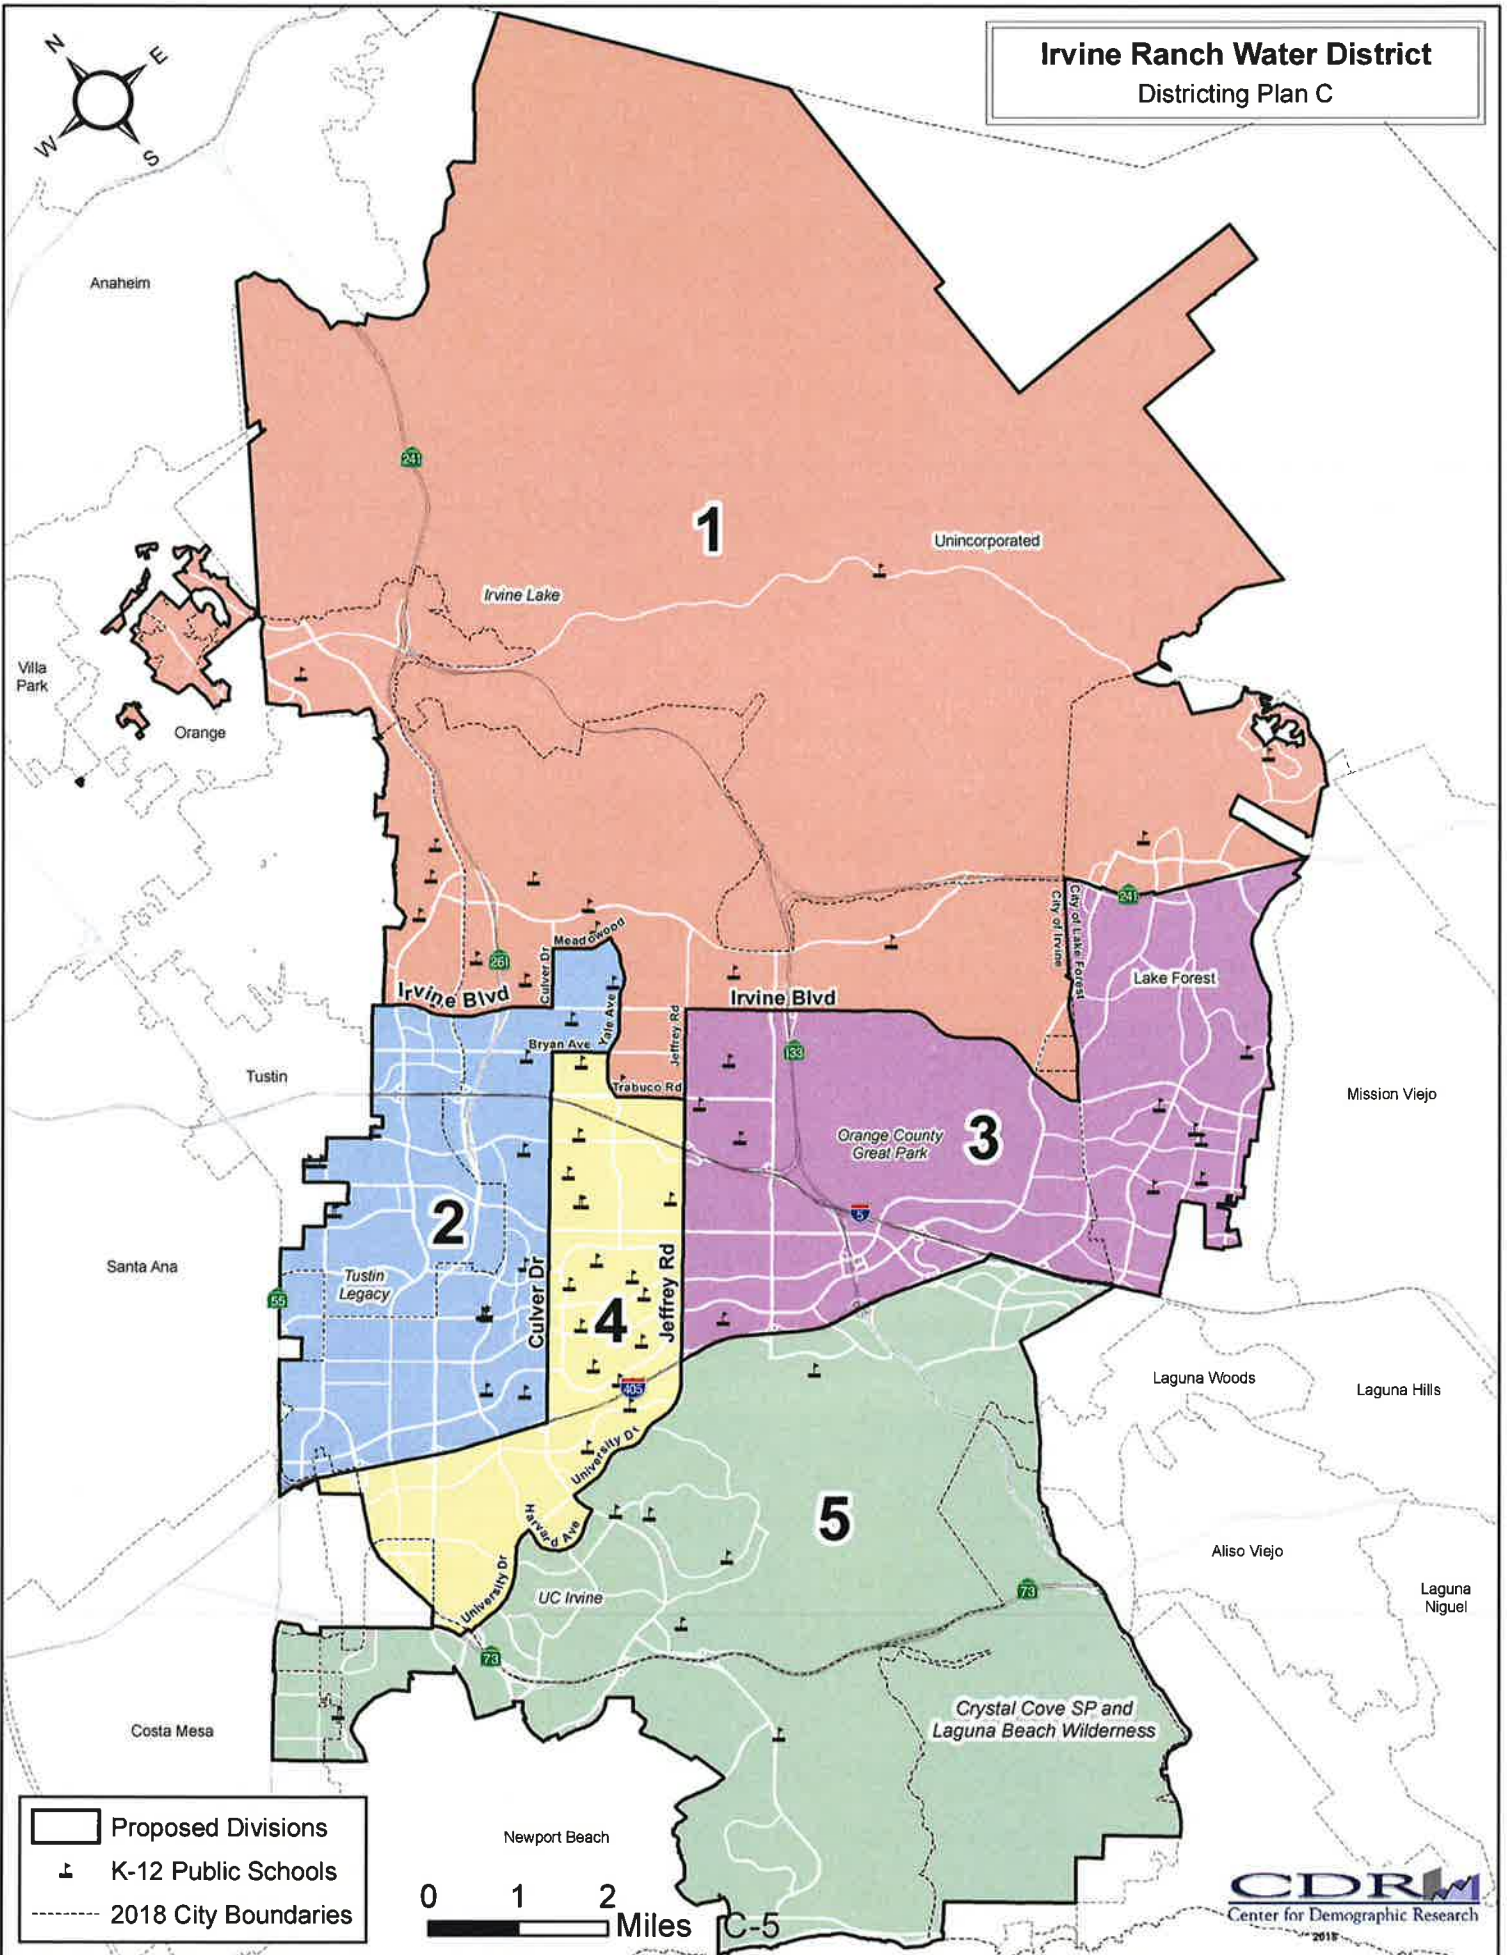 Irvine Ranch Water District
Districting Plan C
N
E
W
S
Anaheim
241
1
Unincorporated
Irvine Lake
Villa
Park
Orange
241
City of Irvine
City of Lake Forest
Meadowood
Culver Dr
261
Irvine Blvd
Yale Ave
Jeffrey Rd
Irvine Blvd
Lake Forest
Bryan Ave
133
Tustin
Trabuco Rd
Mission Viejo
Orange County
Great Park
3
2
5
Santa Ana
Tustin
Legacy
55
Culver Dr
4
Jeffrey Rd
405
Laguna Woods
Laguna Hills
University Dr
Harvard Ave
5
Aliso Viejo
University Dr
UC Irvine
73
Laguna
Niguel
73
55
Costa Mesa
Crystal Cove SP and
Laguna Beach Wilderness
Proposed Divisions
K-12 Public Schools
2018 City Boundaries
Newport Beach
0 1 2
Miles
C-5
CDR
Center for Demographic Research
2018